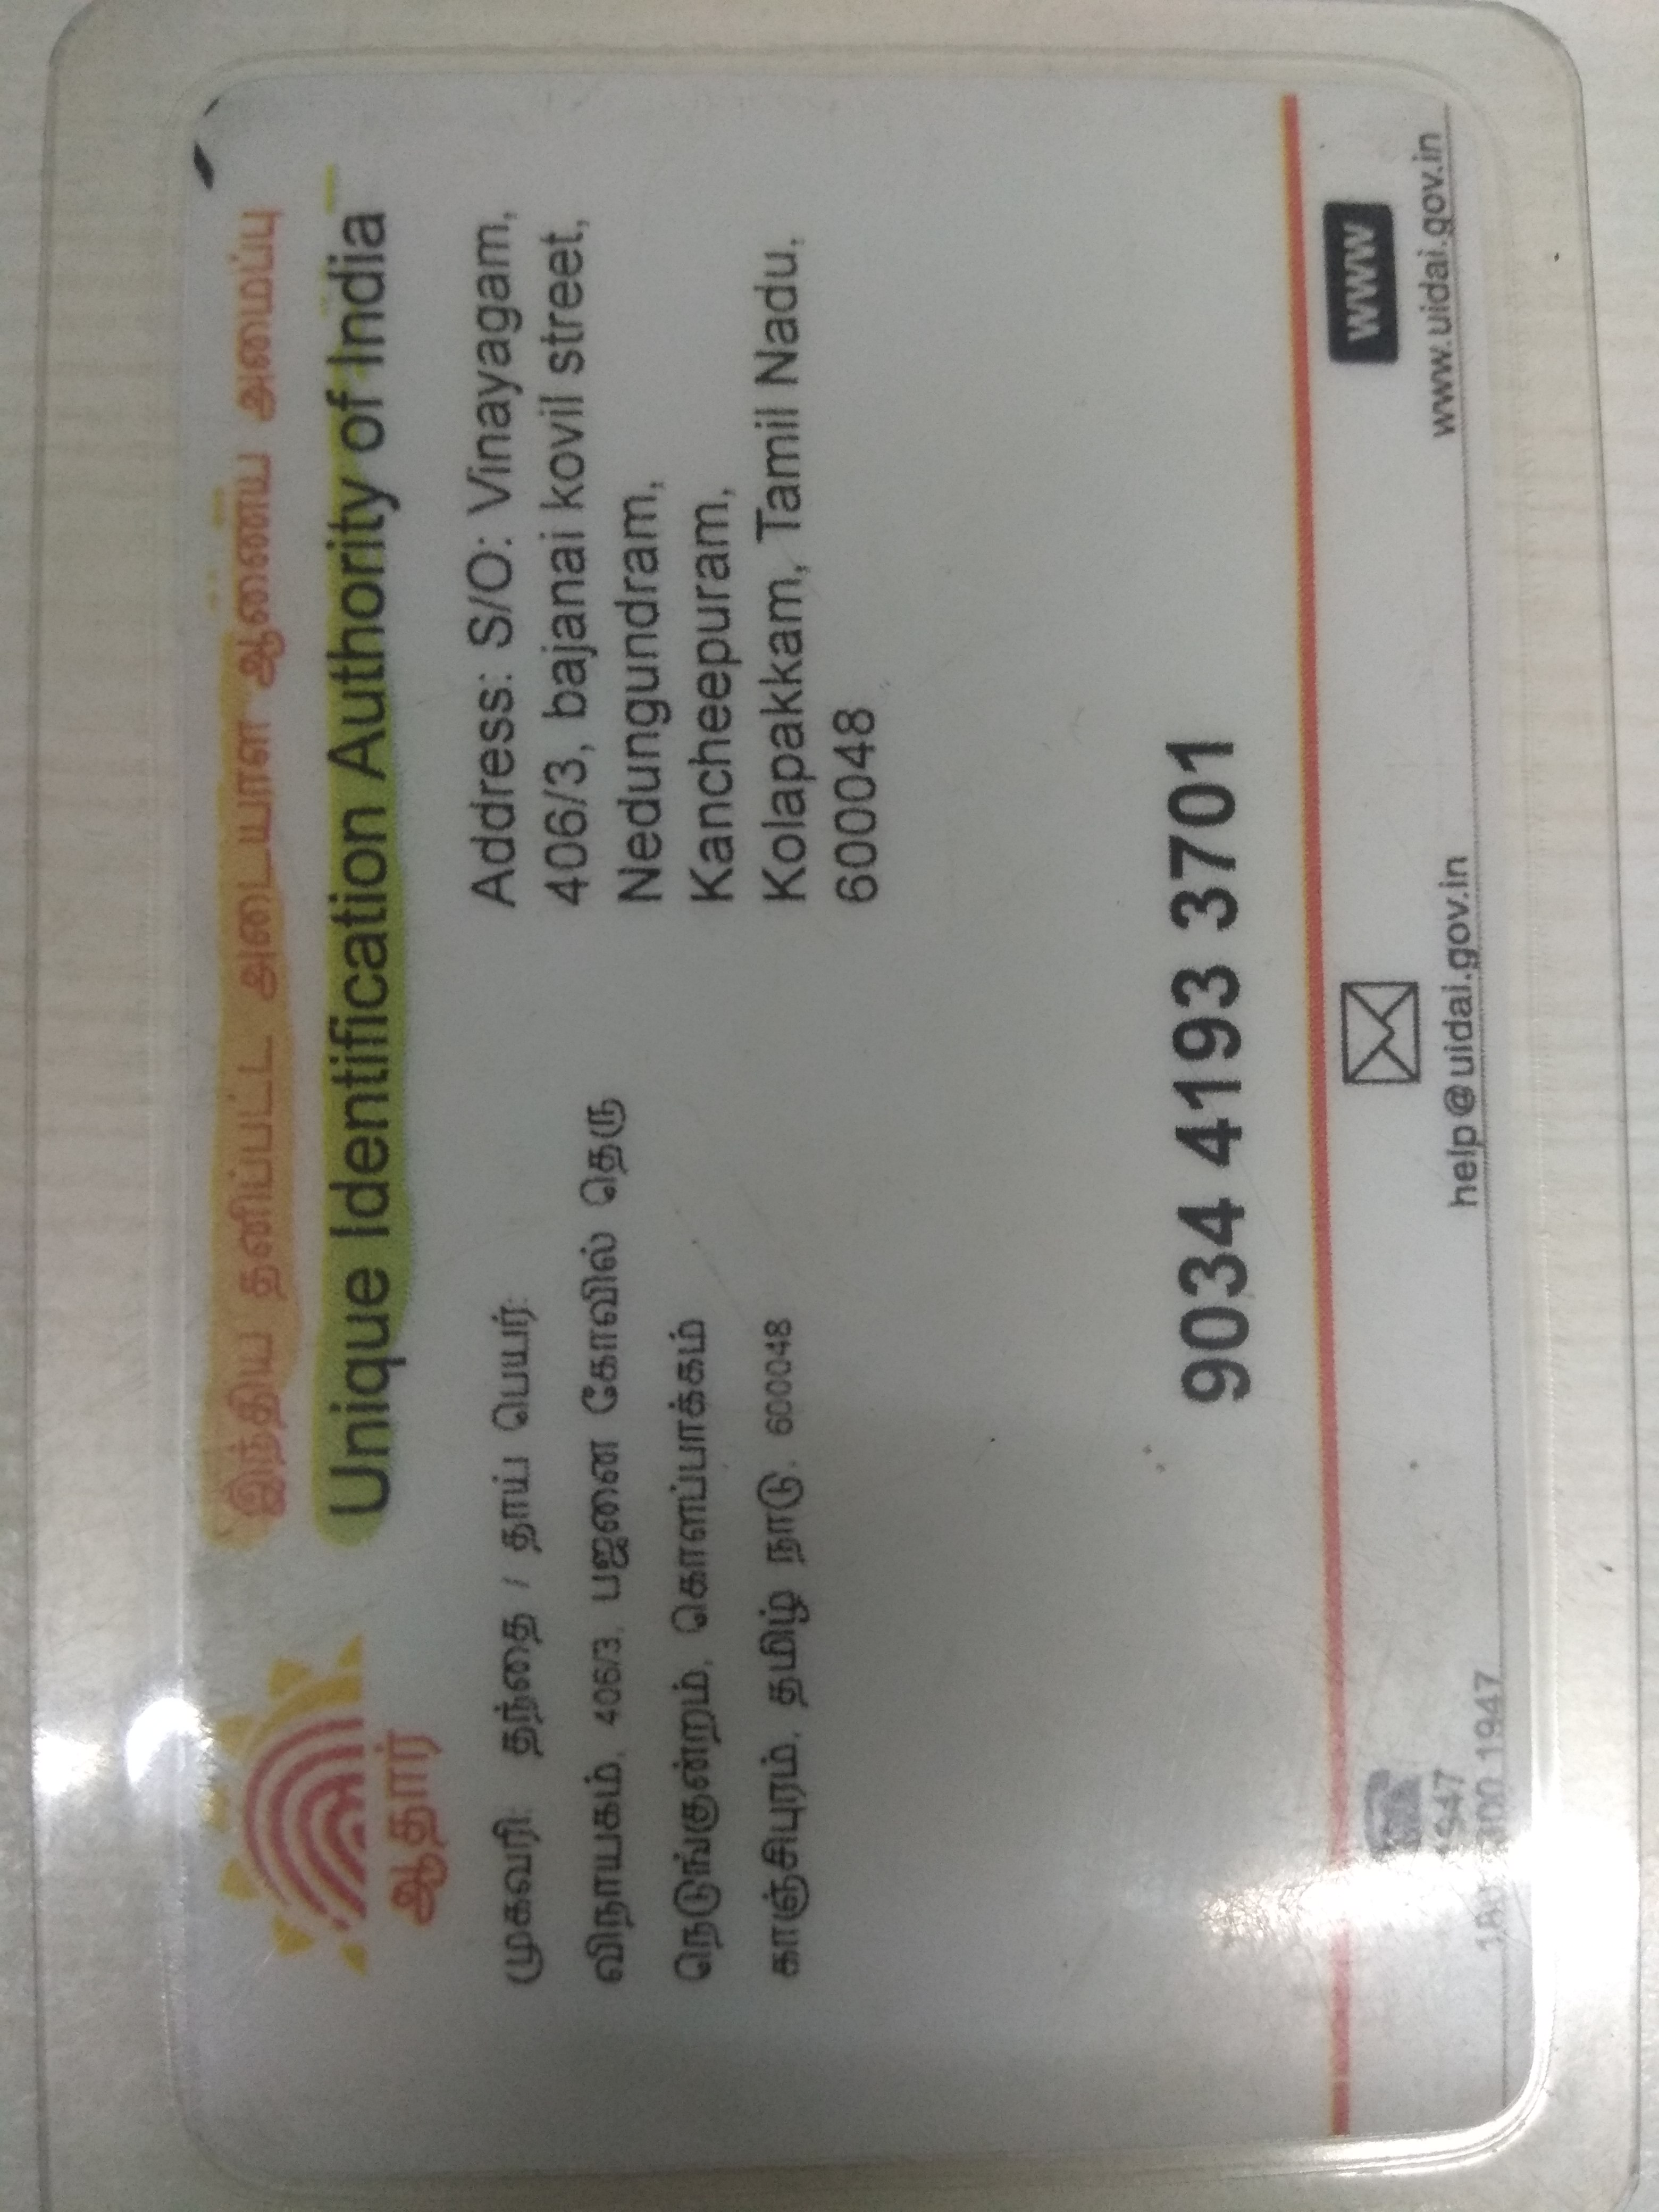 இந்திய தனிப்பட்ட அடையாள ஆணைய அமைப்பு
Unique Identification Authority of India
ஆதார்
முகவரி: தந்தை / தாய் பெயர்:
விநாயகம், 406/3, பஜனை கோவில் தெரு
நெடுங்குன்றம், கொளப்பாக்கம்
காஞ்சிபுரம், தமிழ் நாடு, 600048
Address: S/O: Vinayagam,
406/3, bajanai kovil street,
Nedungundram,
Kancheepuram,
Kolapakkam, Tamil Nadu,
600048
9034 4193 3701
1947
help@uidai.gov.in
WWW
www.uidai.gov.in